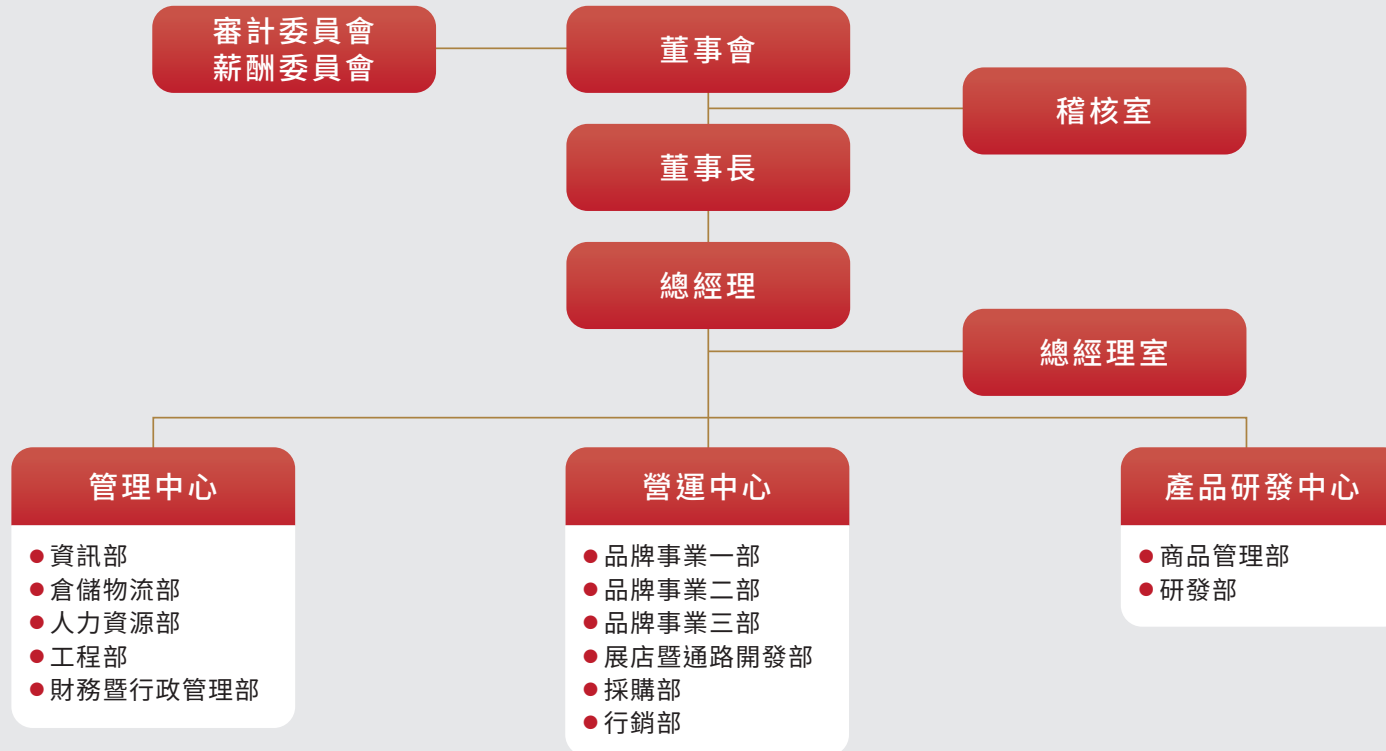 審計委員會
薪酬委員會
董事會
稽核室
董事長
總經理
總經理室
管理中心
資訊部
倉儲物流部
人力資源部
工程部
財務暨行政管理部
營運中心
品牌事業一部
品牌事業二部
品牌事業三部
展店暨通路開發部
採購部
行銷部
產品研發中心
商品管理部
研發部